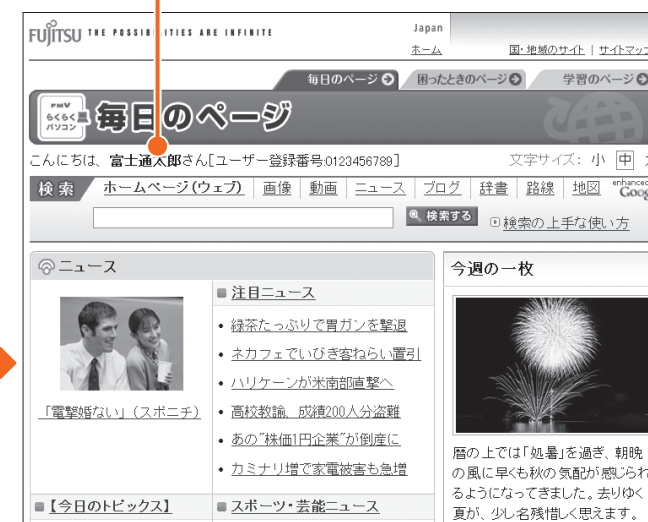 FUJITSU THE POSSIBILITIES ARE INFINITE
Japan
ホーム
国・地域のサイト | サイトマップ
毎日のページ 困ったときのページ 学習のページ
FMV らくらくパソコン 毎日のページ
こんにちは、富士通太郎さん[ユーザー登録番号:0123456789] 文字サイズ: 小 中
検索 ホームページ(ウェブ) 画像 動画 ニュース ブログ 辞書 路線 地図 enhanced
検索する 検索の上手な使い方
ニュース
「電撃婚ない」(スポニチ)
注目ニュース
• 緑茶たっぷりで胃ガンを撃退
• ネカフェでいびき客ねらい置引
• ハリケーンが米南部直撃へ
• 高校教諭、成績200人分盗難
• あの"株価1円企業"が倒産に
• カミナリ増で家電被害も急増
【今日のトピックス】
スポーツ・芸能ニュース
今週の一枚
暦の上では「処暑」を過ぎ、朝晩
の風に早くも秋の気配が感じられ
るようになってきました。去りゆく
夏が、少し名残惜しく思えます。